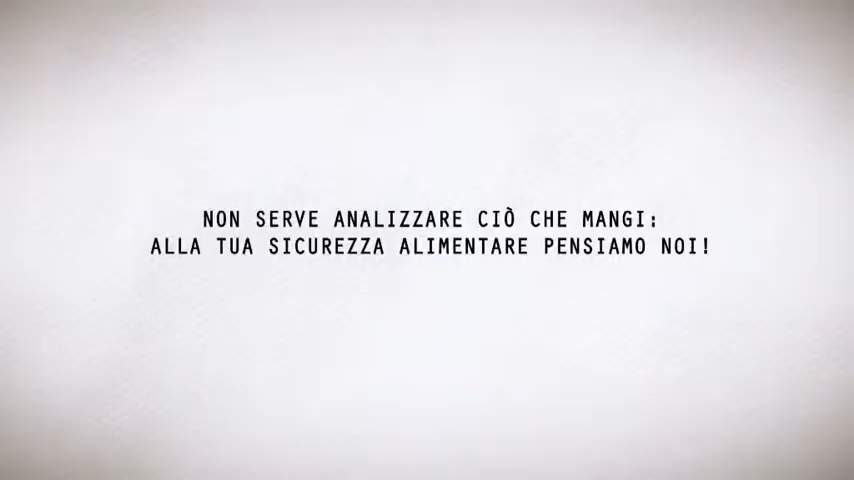 NON SERVE ANALIZZARE CIÒ CHE MANGI:
ALLA TUA SICUREZZA ALIMENTARE PENSIAMO NOI!